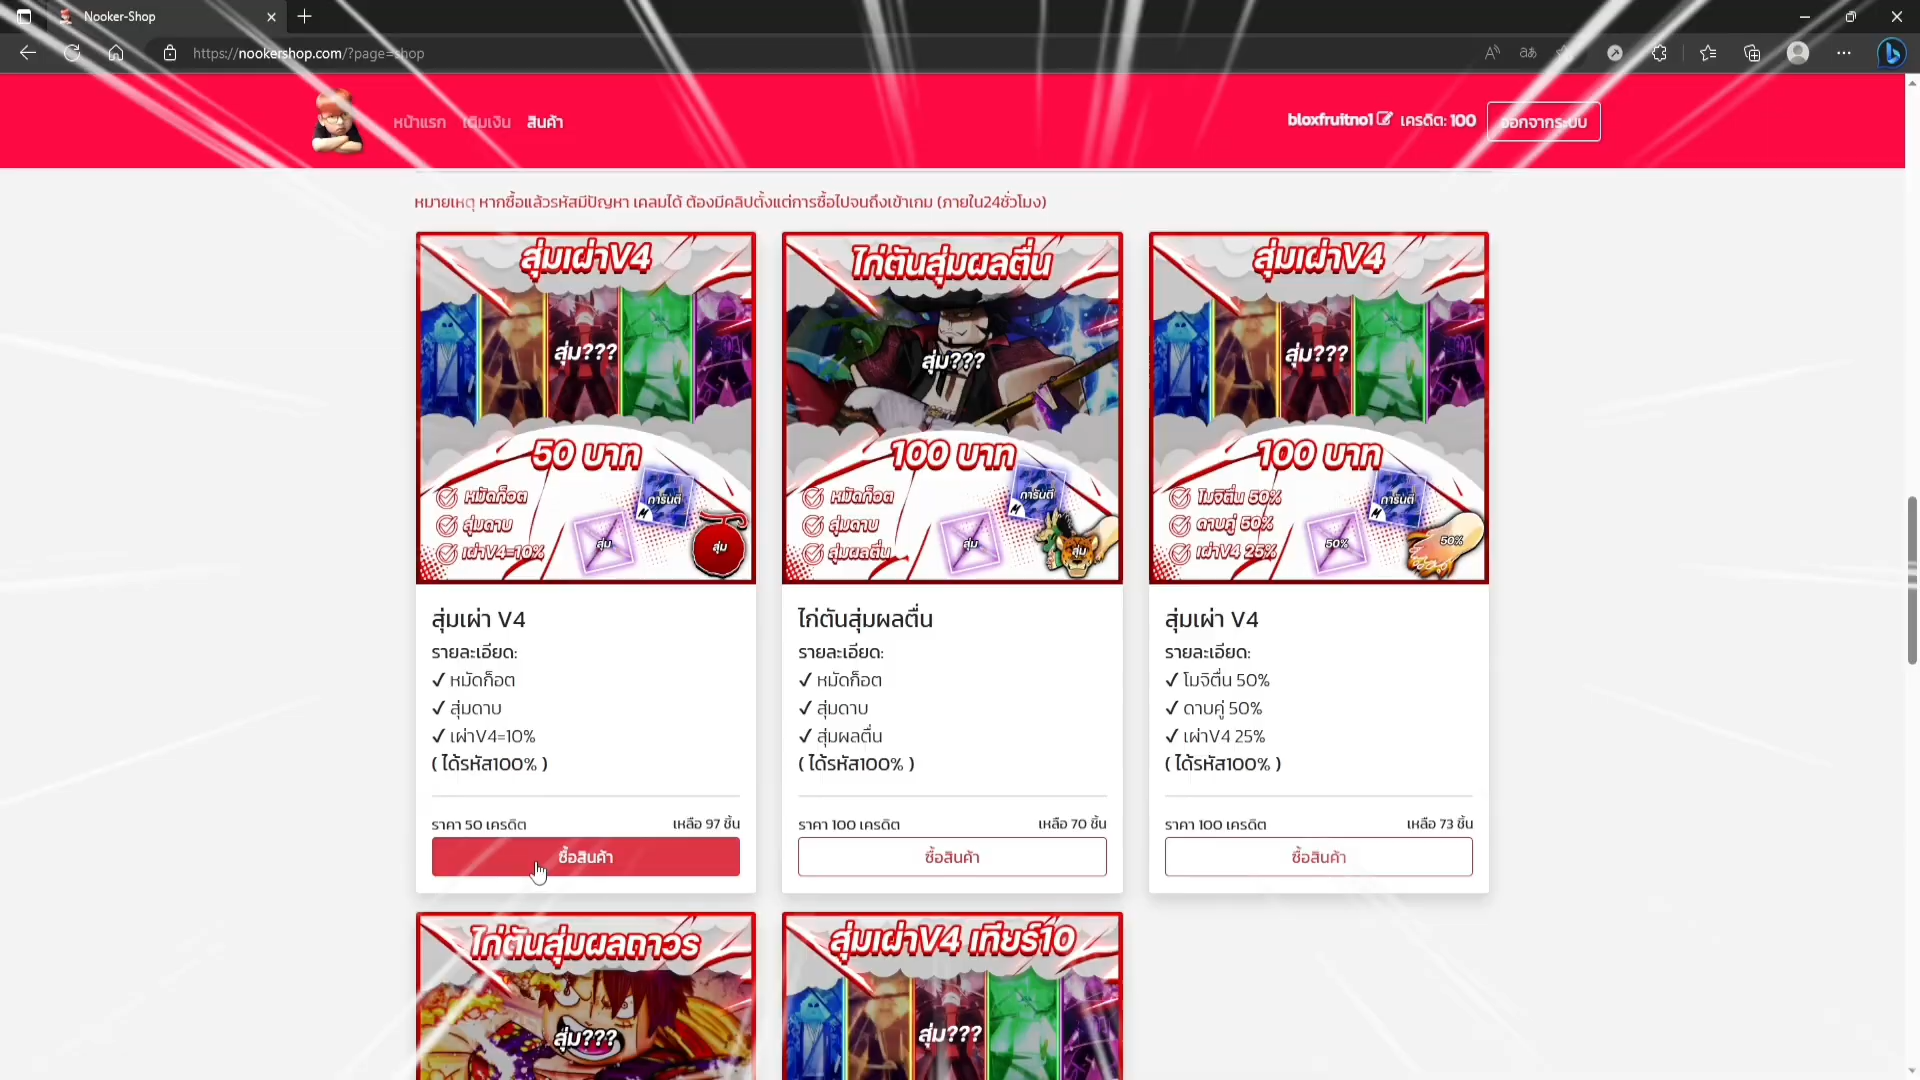 Nooker-Shop
https://nookershop.com/?page=shop
หน้าแรก เติมเงิน สินค้า
bloxfruitno1 เครดิต: 100 ออกจากระบบ
หมายเหตุ หากซื้อแล้วรหัสมีปัญหา เคลมได้ ต้องมีคลิปตั้งแต่การซื้อไปจนถึงเข้าเกม (ภายใน24ชั่วโมง)
สุ่มเผ่าV4
สุ่ม???
50 บาท
หมัดก็อต
สุ่มดาบ
เผ่าV4=10%
การันตี
สุ่ม
สุ่ม
สุ่มเผ่า V4
รายละเอียด:
✓ หมัดก็อต
✓ สุ่มดาบ
✓ เผ่าV4=10%
( ได้รหัส100% )
ราคา 50 เครดิต เหลือ 97 ชิ้น
ซื้อสินค้า
ไก่ตันสุ่มผลตื่น
สุ่ม???
100 บาท
หมัดก็อต
สุ่มดาบ
สุ่มผลตื่น
การันตี
สุ่ม
สุ่ม
ไก่ตันสุ่มผลตื่น
รายละเอียด:
✓ หมัดก็อต
✓ สุ่มดาบ
✓ สุ่มผลตื่น
( ได้รหัส100% )
ราคา 100 เครดิต เหลือ 70 ชิ้น
ซื้อสินค้า
สุ่มเผ่าV4
สุ่ม???
100 บาท
โมจิตื่น 50%
ดาบคู่ 50%
เผ่าV4 25%
การันตี
50%
50%
สุ่มเผ่า V4
รายละเอียด:
✓ โมจิตื่น 50%
✓ ดาบคู่ 50%
✓ เผ่าV4 25%
( ได้รหัส100% )
ราคา 100 เครดิต เหลือ 73 ชิ้น
ซื้อสินค้า
ไก่ตันสุ่มผลถาวร
สุ่ม???
สุ่มเผ่าV4 เทียร์10
สุ่ม???